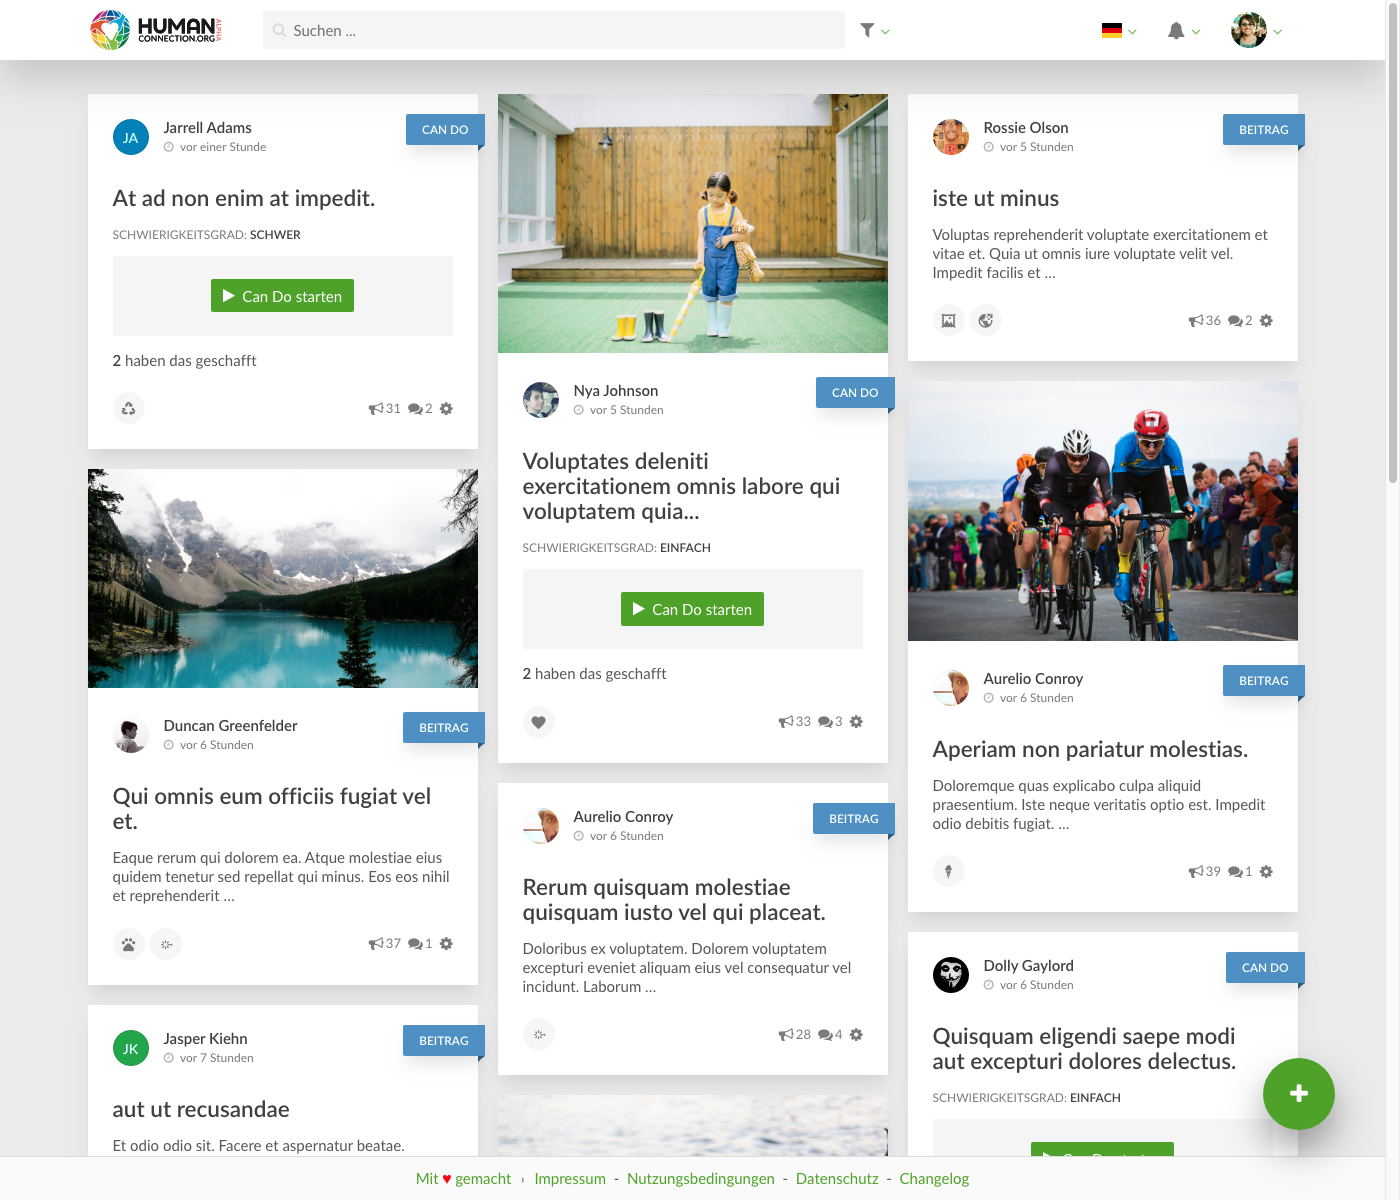 HUMAN
CONNECTION.ORG
ALPHA
Suchen ...
JA
Jarrell Adams
vor einer Stunde
CAN DO
At ad non enim at impedit.
SCHWIERIGKEITSGRAD: SCHWER
Can Do starten
2 haben das geschafft
31 2
Duncan Greenfelder
vor 6 Stunden
BEITRAG
Qui omnis eum officiis fugiat vel
et.
Eaque rerum qui dolorem ea. Atque molestiae eius
quidem tenetur sed repellat qui minus. Eos eos nihil
et reprehenderit ...
37 1
JK
Jasper Kiehn
vor 7 Stunden
BEITRAG
aut ut recusandae
Et odio odio sit. Facere et aspernatur beatae.
Nya Johnson
vor 5 Stunden
CAN DO
Voluptates deleniti
exercitationem omnis labore qui
voluptatem quia...
SCHWIERIGKEITSGRAD: EINFACH
Can Do starten
2 haben das geschafft
33 3
Aurelio Conroy
vor 6 Stunden
BEITRAG
Rerum quisquam molestiae
quisquam iusto vel qui placeat.
Doloribus ex voluptatem. Dolorem voluptatem
excepturi eveniet aliquam eius vel consequatur vel
incidunt. Laborum ...
28 4
Rossie Olson
vor 5 Stunden
BEITRAG
iste ut minus
Voluptas reprehenderit voluptate exercitationem et
vitae et. Quia ut omnis iure voluptate velit vel.
Impedit facilis et ...
36 2
Aurelio Conroy
vor 6 Stunden
BEITRAG
Aperiam non pariatur molestias.
Doloremque quas explicabo culpa aliquid
praesentium. Iste neque veritatis optio est. Impedit
odio debitis fugiat. ...
39 1
Dolly Gaylord
vor 6 Stunden
CAN DO
Quisquam eligendi saepe modi
aut excepturi dolores delectus.
SCHWIERIGKEITSGRAD: EINFACH
Mit ♥ gemacht Impressum - Nutzungsbedingungen - Datenschutz - Changelog